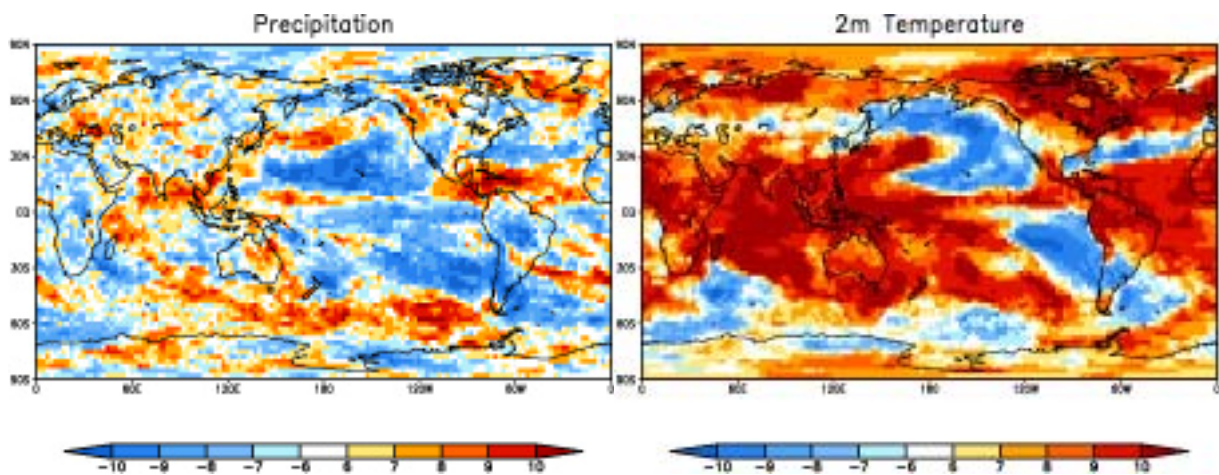 Precipitation
2m Temperature
90N
60N
30N
EQ
30S
60S
90S
0 60E 120E 180 120W 60W 0
-10 -9 -8 -7 -6 6 7 8 9 10
90N
60N
30N
EQ
30S
60S
90S
0 60E 120E 180 120W 60W 0
-10 -9 -8 -7 -6 6 7 8 9 10